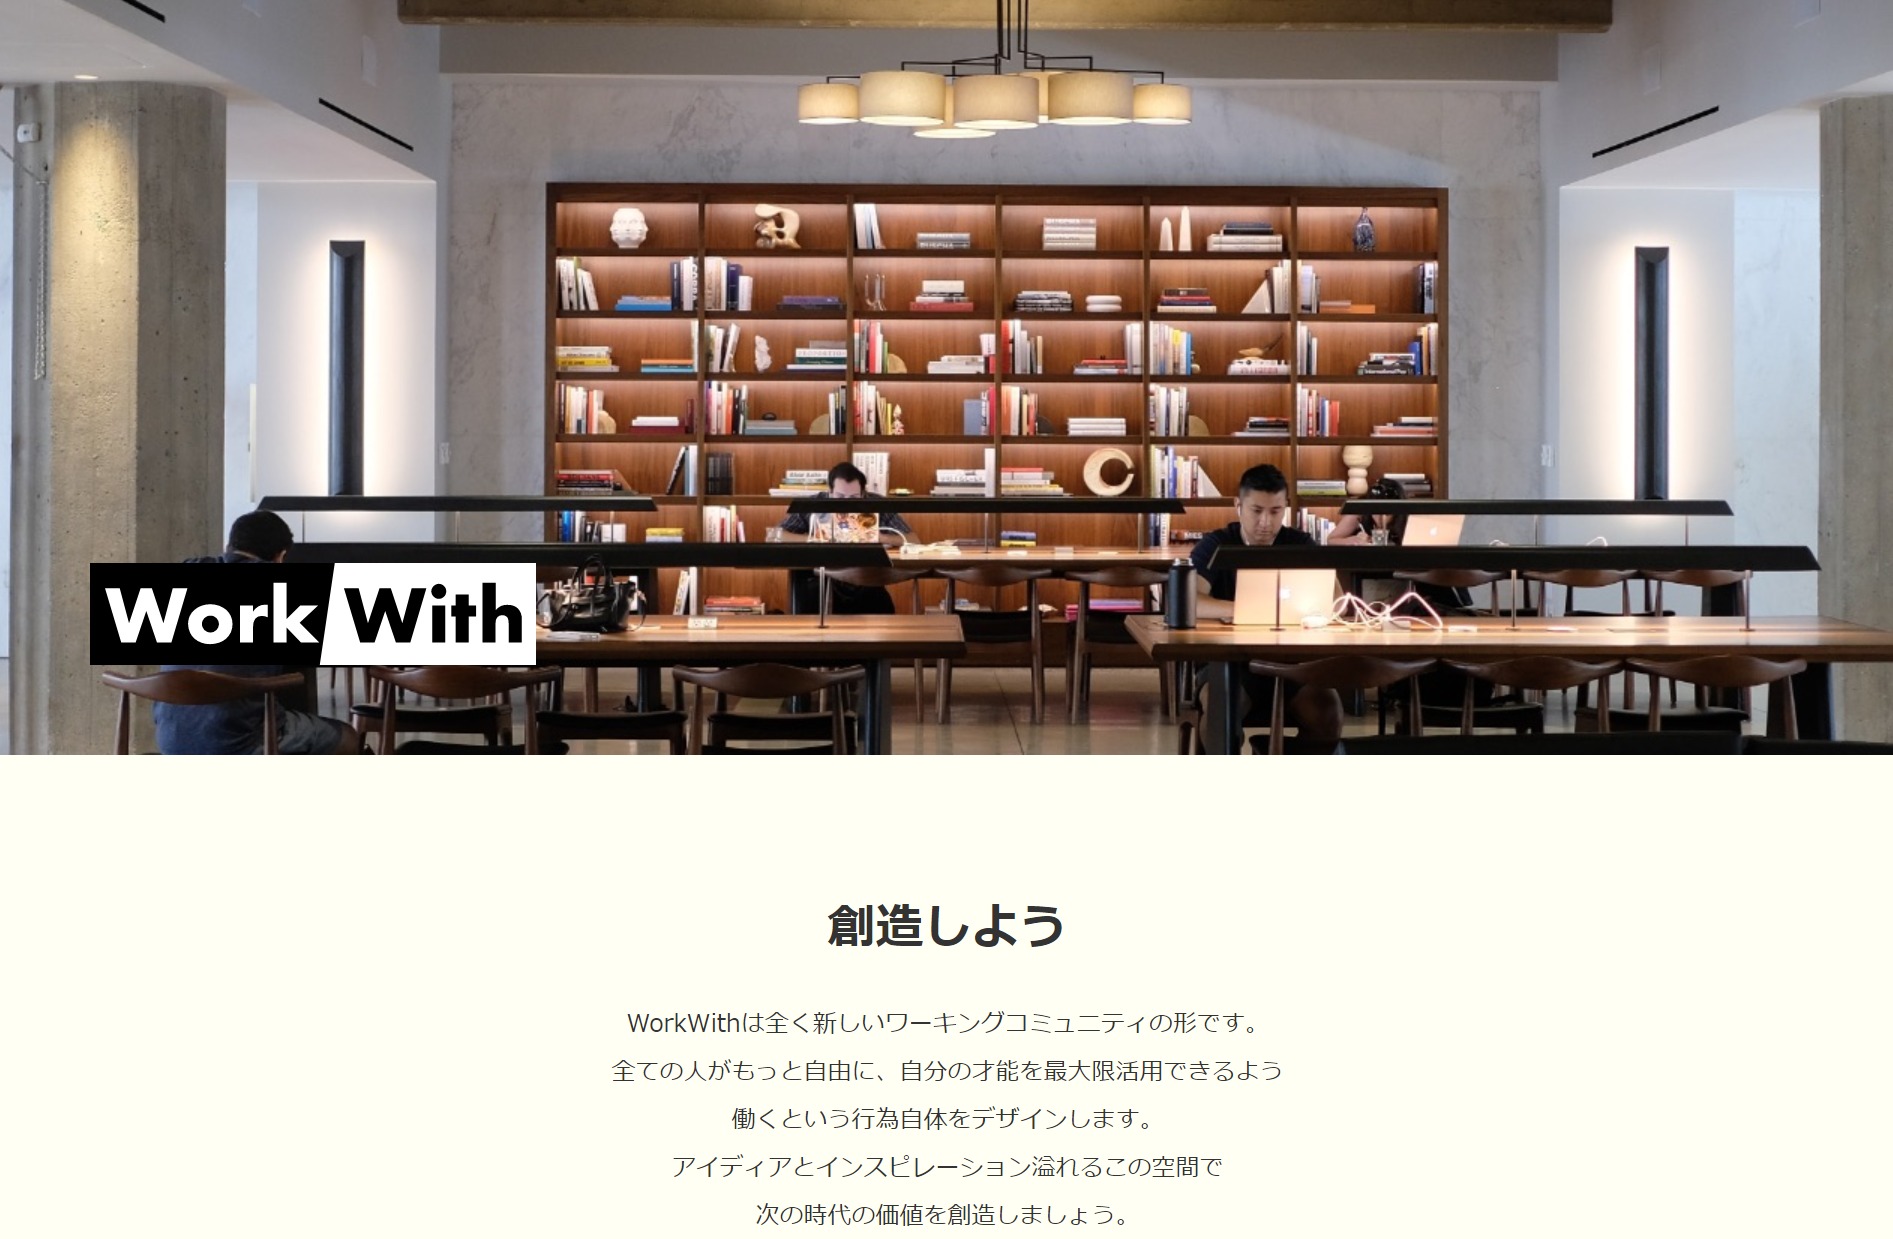 Work With
創造しよう
WorkWithは全く新しいワーキングコミュニティの形です。
全ての人がもっと自由に、自分の才能を最大限活用できるよう
働くという行為自体をデザインします。
アイディアとインスピレーション溢れるこの空間で
次の時代の価値を創造しましょう。